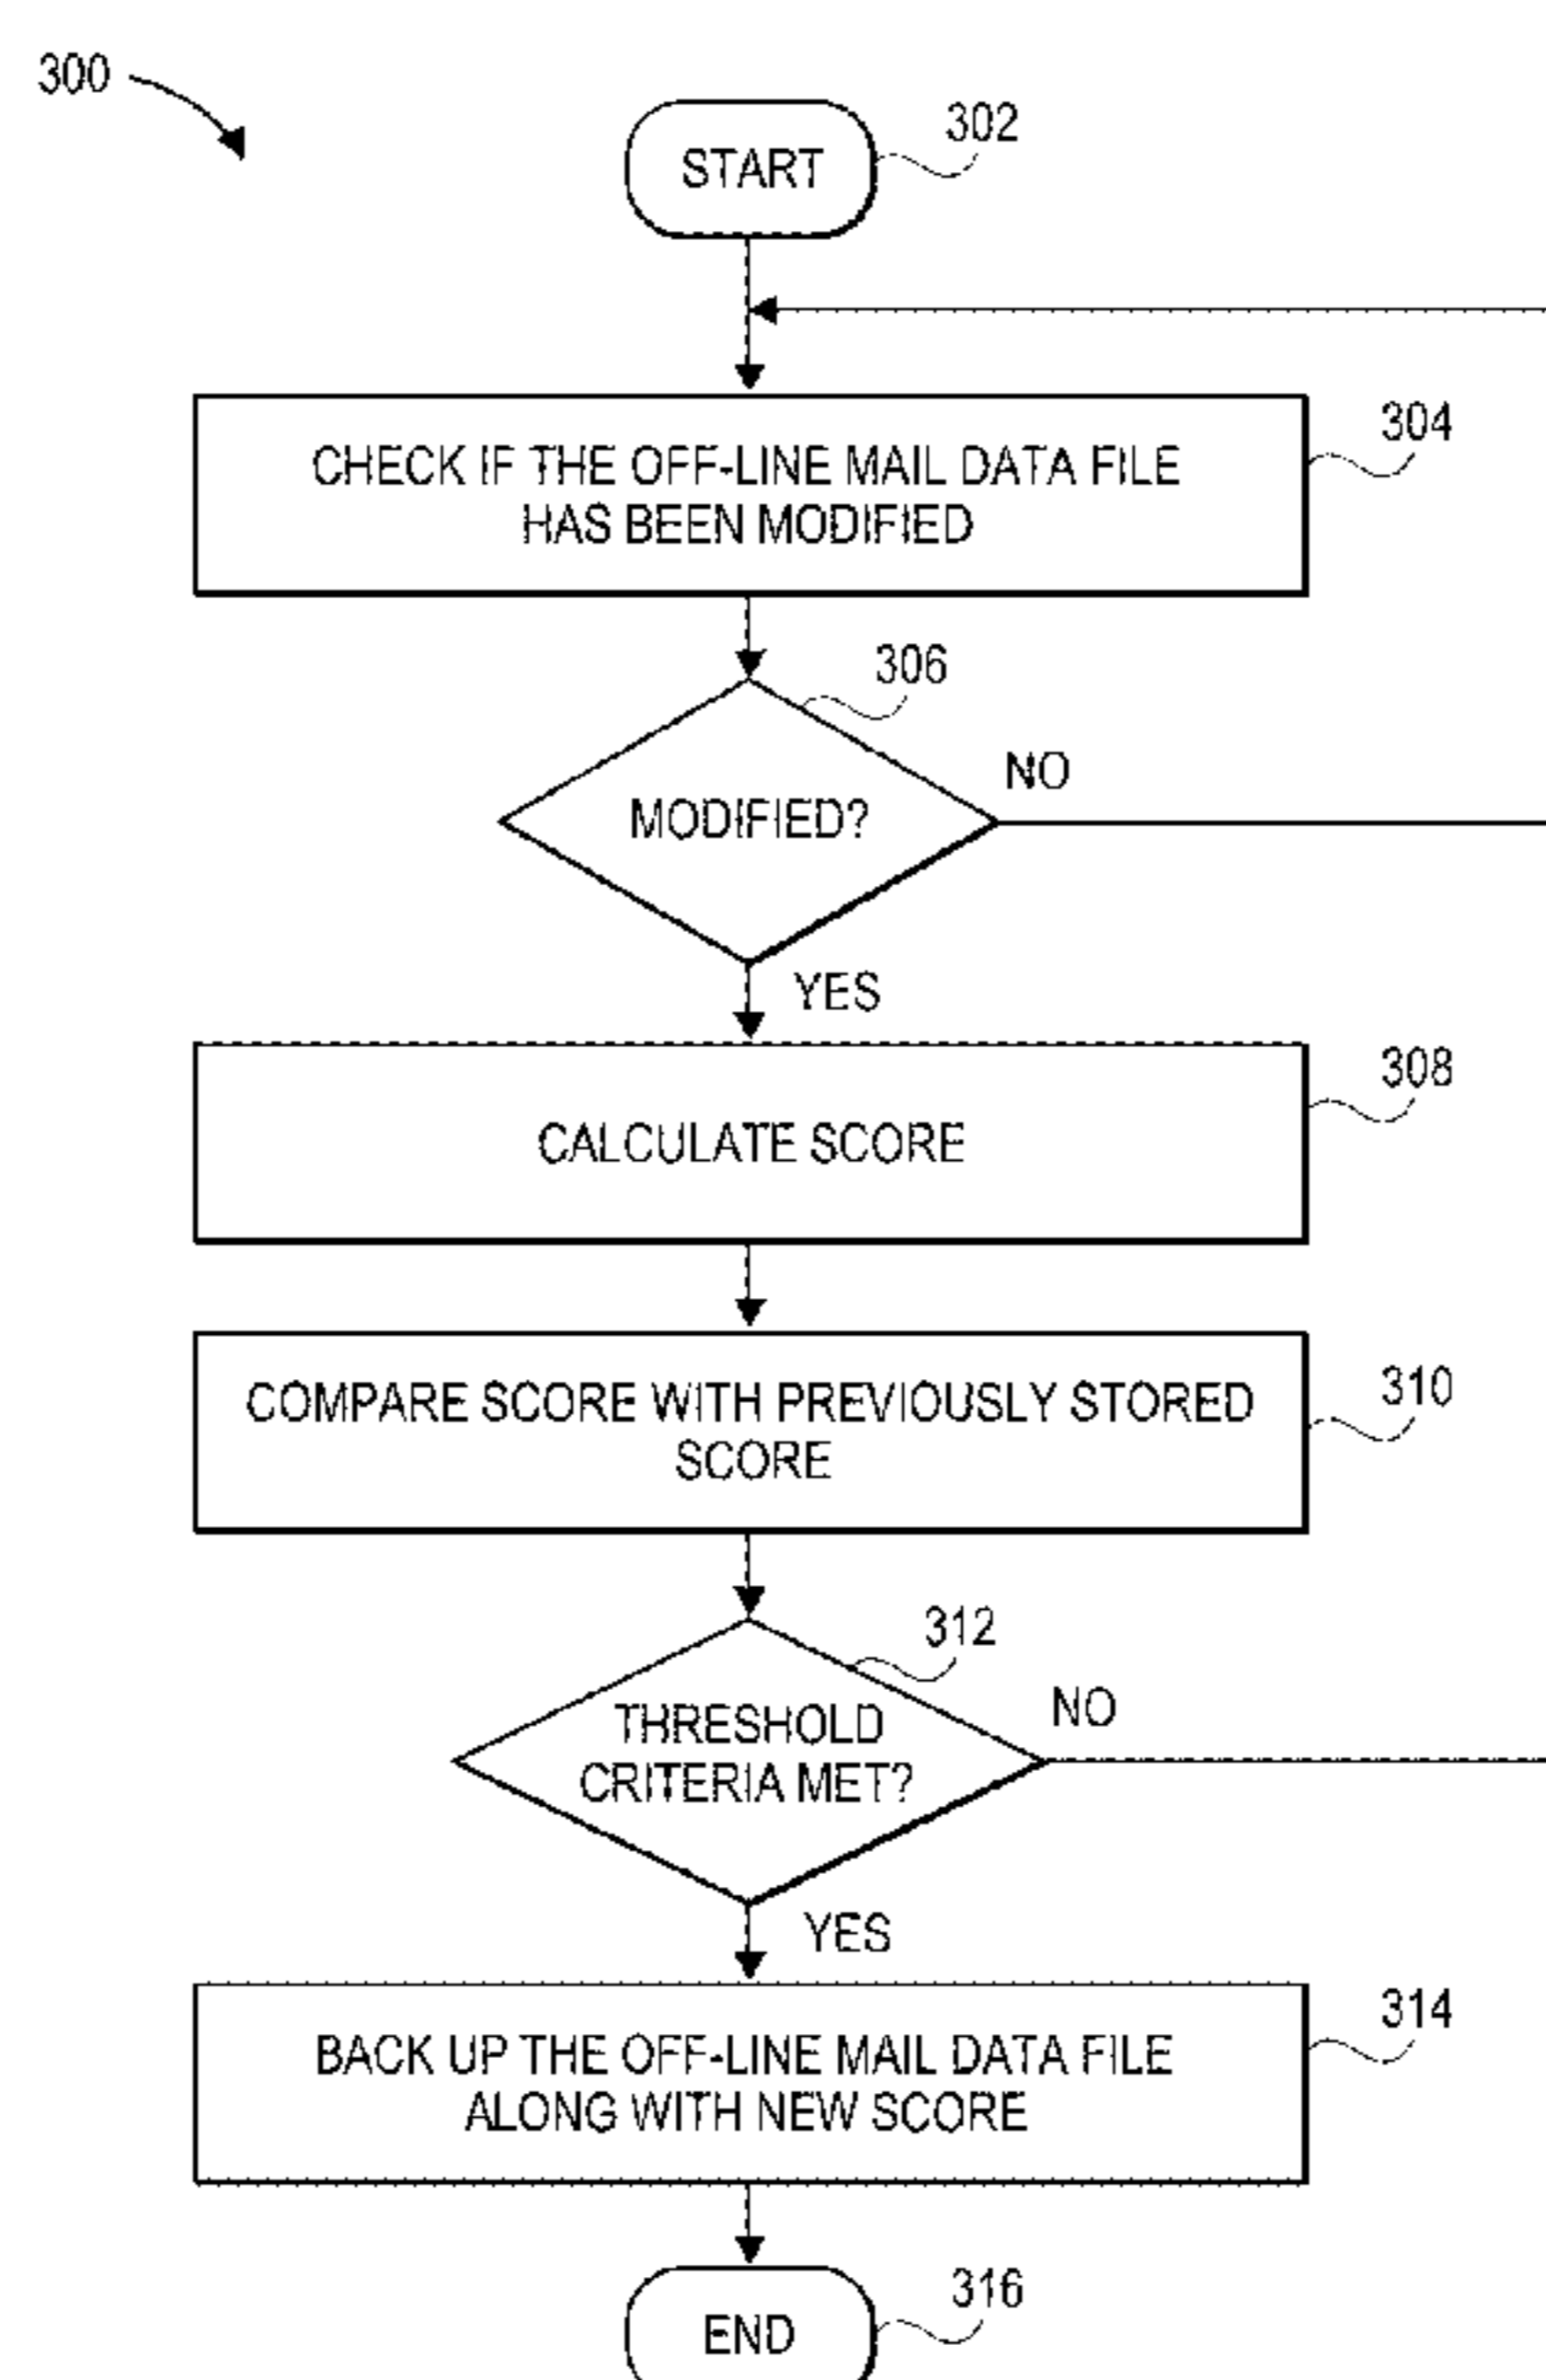 300
START
302
CHECK IF THE OFF-LINE MAIL DATA FILE
HAS BEEN MODIFIED
304
306
MODIFIED?
NO
YES
CALCULATE SCORE
308
COMPARE SCORE WITH PREVIOUSLY STORED
SCORE
310
312
THRESHOLD
CRITERIA MET?
NO
YES
BACK UP THE OFF-LINE MAIL DATA FILE
ALONG WITH NEW SCORE
314
END
316